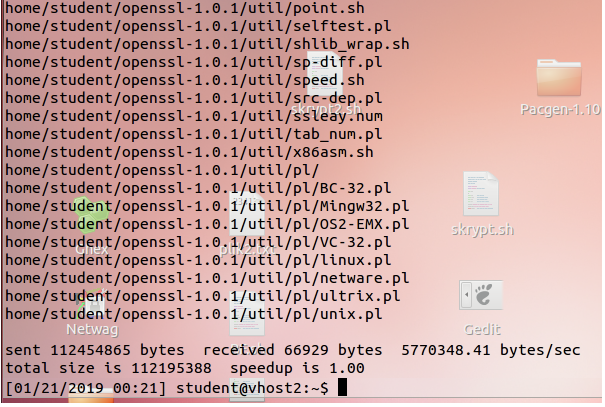 home/student/openssl-1.0.1/util/point.sh
home/student/openssl-1.0.1/util/selftest.pl
home/student/openssl-1.0.1/util/shlib_wrap.sh
home/student/openssl-1.0.1/util/sp-diff.pl
home/student/openssl-1.0.1/util/speed.sh
home/student/openssl-1.0.1/util/src-dep.pl
skrypt2.sh
Pacgen-1.10
home/student/openssl-1.0.1/util/ssleay.num
home/student/openssl-1.0.1/util/tab_num.pl
home/student/openssl-1.0.1/util/x86asm.sh
home/student/openssl-1.0.1/util/pl/
home/student/openssl-1.0.1/util/pl/BC-32.pl
home/student/openssl-1.0.1/util/pl/Mingw32.pl
home/student/openssl-1.0.1/util/pl/OS2-EMX.pl
skrypt.sh
home/student/openssl-1.0.1/util/pl/VC-32.pl
Ghex
home/student/openssl-1.0.1/util/pl/linux.pl
home/student/openssl-1.0.1/util/pl/netware.pl
home/student/openssl-1.0.1/util/pl/ultrix.pl
home/student/openssl-1.0.1/util/pl/unix.pl
Netwag
Gedit
sent 112454865 bytes  received 66929 bytes  5770348.41 bytes/sec
total size is 112195388  speedup is 1.00
[01/21/2019 00:21] student@vhost2:~$